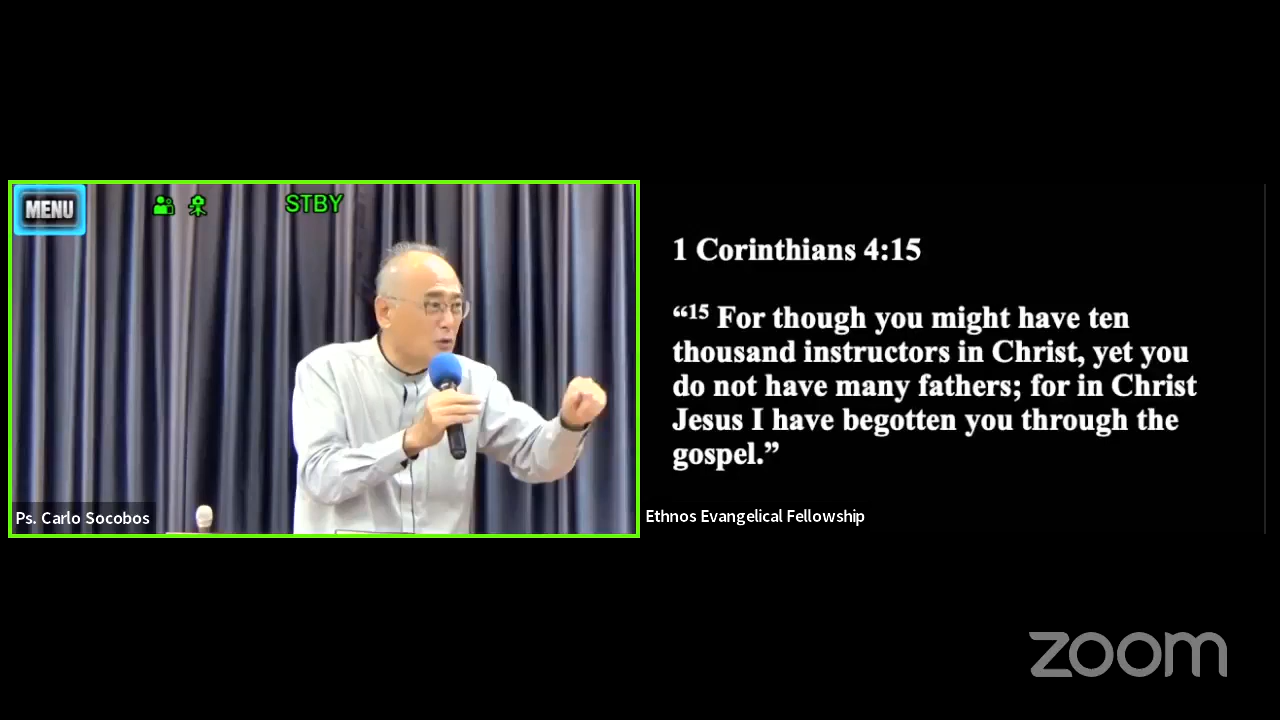 MENU
STBY
Ps. Carlo Socobos
1 Corinthians 4:15
“15 For though you might have ten
thousand instructors in Christ, yet you
do not have many fathers; for in Christ
Jesus I have begotten you through the
gospel.”
Ethnos Evangelical Fellowship
zoom